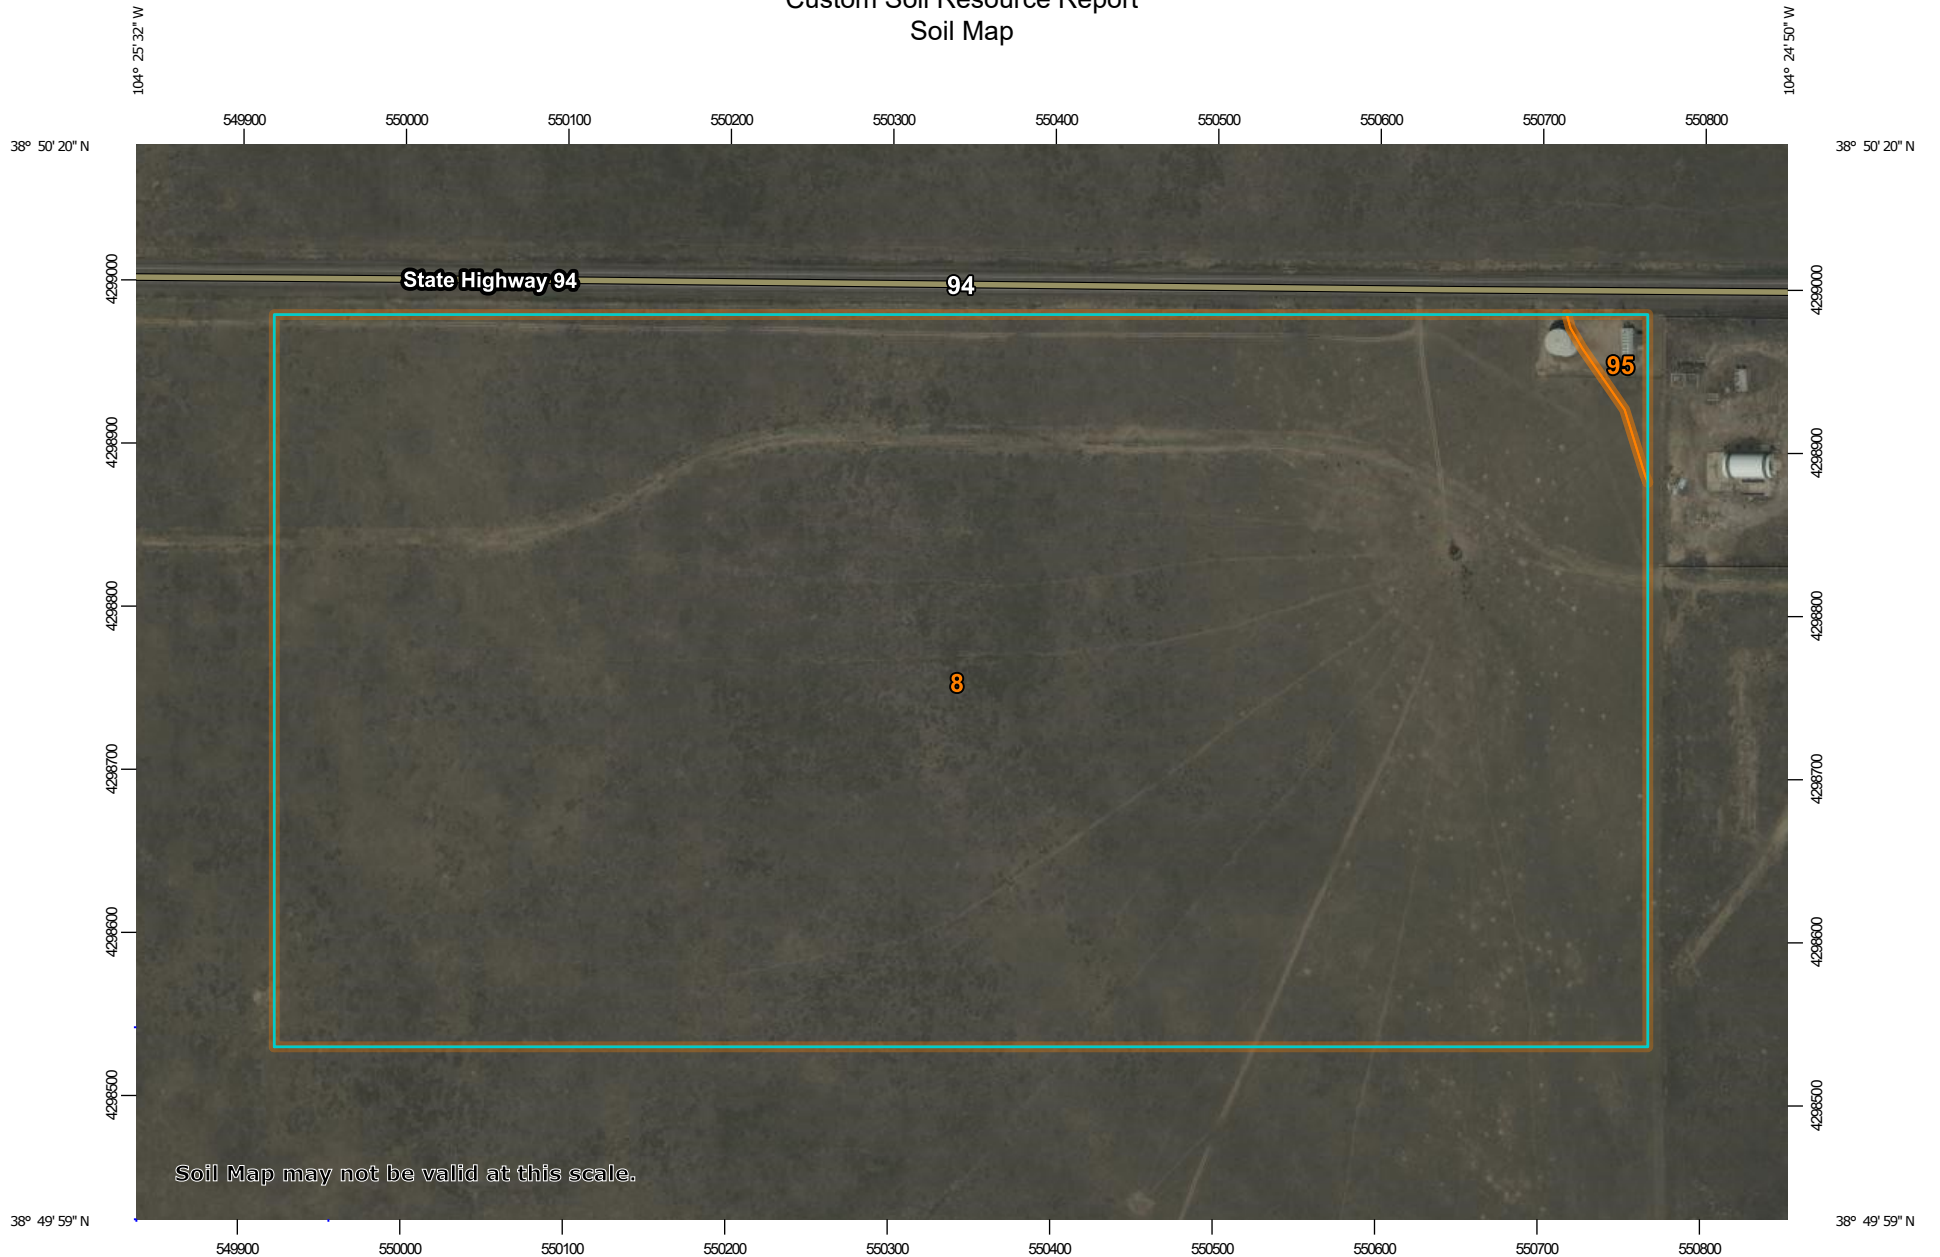 Custom Soil Resource Report
Soil Map
104° 25' 32" W
104° 24' 50" W
549900 550000 550100 550200 550300 550400 550500 550600 550700 550800
38° 50' 20" N
38° 50' 20" N
4299000
State Highway 94
94
4299000
95
4298900
4298900
4298800
4298800
8
4298700
4298700
4298600
4298600
4298500
4298500
Soil Map may not be valid at this scale.
38° 49' 59" N
38° 49' 59" N
549900 550000 550100 550200 550300 550400 550500 550600 550700 550800